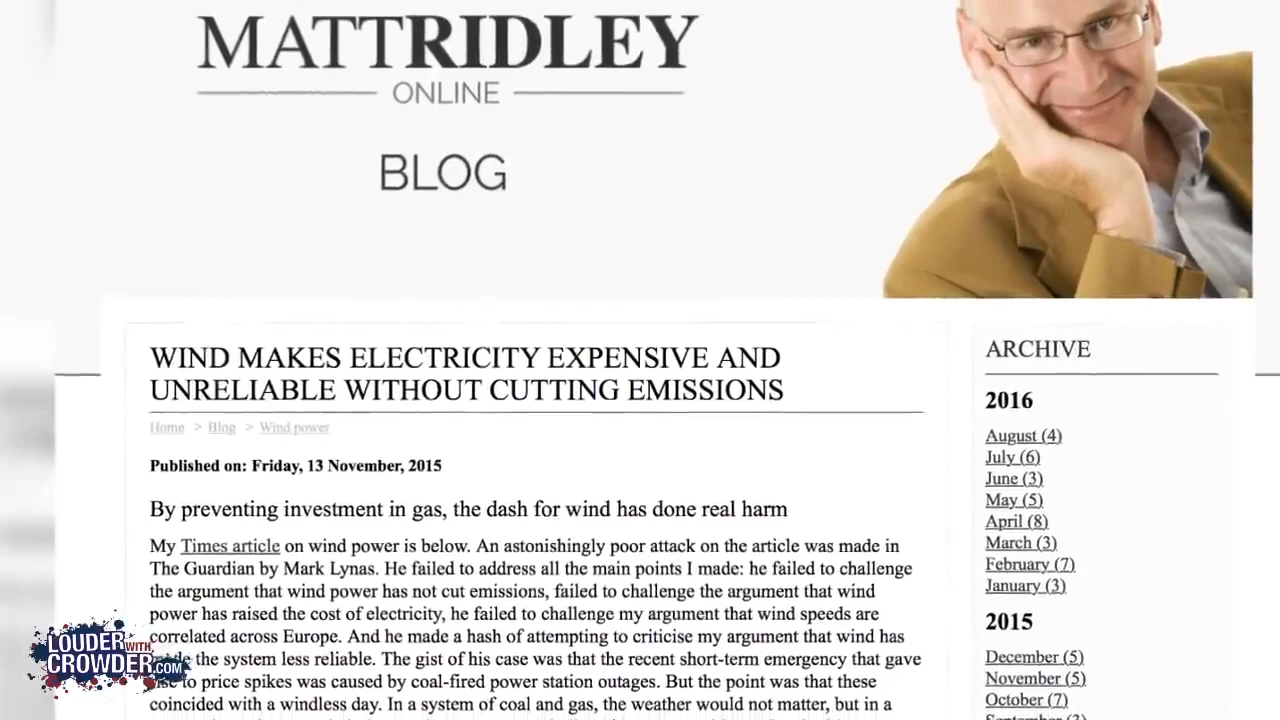 MATTRIDLEY
ONLINE
BLOG
WIND MAKES ELECTRICITY EXPENSIVE AND
UNRELIABLE WITHOUT CUTTING EMISSIONS
Home > Blog > Wind power
Published on: Friday, 13 November, 2015
By preventing investment in gas, the dash for wind has done real harm
My Times article on wind power is below. An astonishingly poor attack on the article was made in
The Guardian by Mark Lynas. He failed to address all the main points I made: he failed to challenge
the argument that wind power has not cut emissions, failed to challenge the argument that wind
power has raised the cost of electricity, he failed to challenge my argument that wind speeds are
correlated across Europe. And he made a hash of attempting to criticise my argument that wind has
the system less reliable. The gist of his case was that the recent short-term emergency that gave
to price spikes was caused by coal-fired power station outages. But the point was that these
coincided with a windless day. In a system of coal and gas, the weather would not matter, but in a
ARCHIVE
2016
August (4)
July (6)
June (3)
May (5)
April (8)
March (3)
February (7)
January (3)
2015
December (5)
November (5)
October (7)
LOUDER WITH
CROWDER.COM